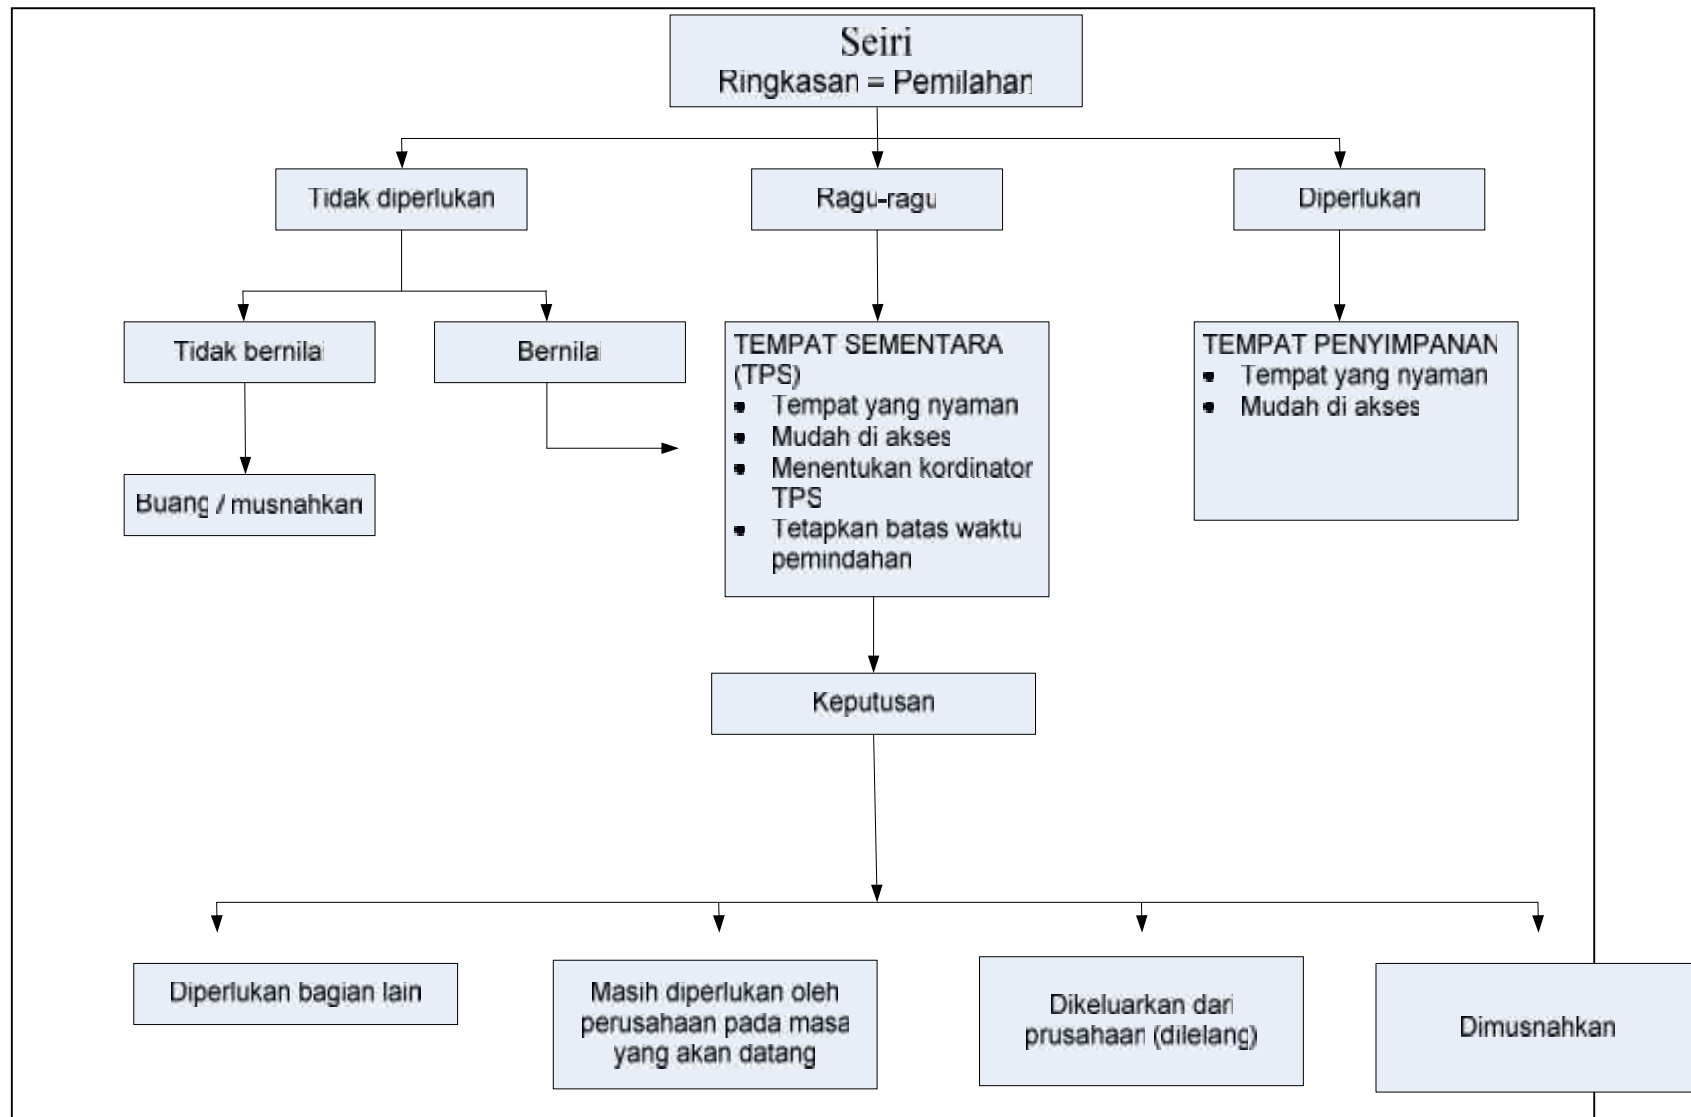 Seiri
Ringkasan = Pemilahan
Tidak diperlukan
Ragu-ragu
Diperlukan
Tidak bernilai
Bernilai
TEMPAT SEMENTARA
(TPS)
• Tempat yang nyaman
• Mudah di akses
• Menentukan kordinator
TPS
• Tetapkan batas waktu
pemindahan
TEMPAT PENYIMPANAN
• Tempat yang nyaman
• Mudah di akses
Buang / musnahkan
Keputusan
Diperlukan bagian lain
Masih diperlukan oleh
perusahaan pada masa
yang akan datang
Dikeluarkan dari
prusahaan (dilelang)
Dimusnahkan